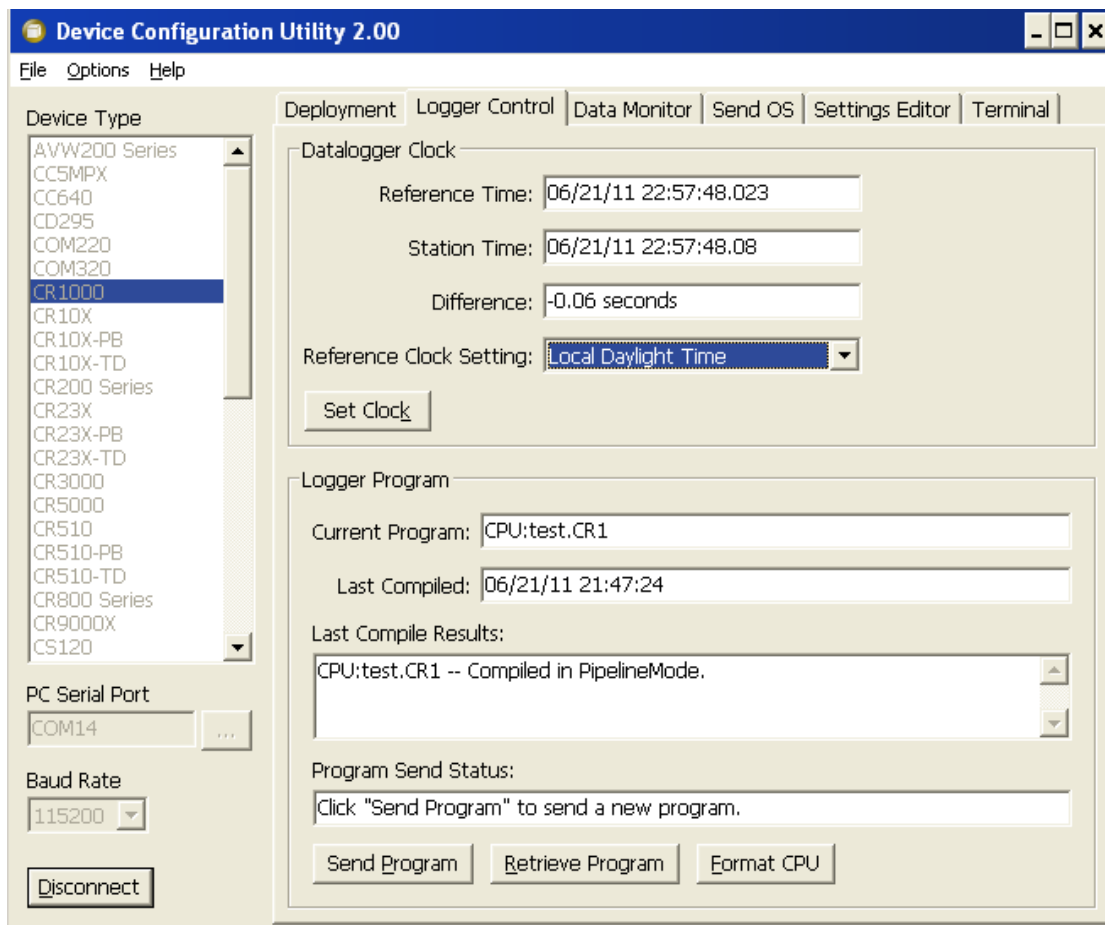 Device Configuration Utility 2.00
File Options Help
Device Type
AVW200 Series
CC5MPX
CC640
CD295
COM220
COM320
CR1000
CR10X
CR10X-PB
CR10X-TD
CR200 Series
CR23X
CR23X-PB
CR23X-TD
CR3000
CR5000
CR510
CR510-PB
CR510-TD
CR800 Series
CR9000X
CS120
PC Serial Port
COM14
...
Baud Rate
115200
Disconnect
Deployment Logger Control Data Monitor Send OS Settings Editor Terminal
Datalogger Clock
Reference Time: 06/21/11 22:57:48.023
Station Time: 06/21/11 22:57:48.08
Difference: -0.06 seconds
Reference Clock Setting: Local Daylight Time
Set Clock
Logger Program
Current Program: CPU:test.CR1
Last Compiled: 06/21/11 21:47:24
Last Compile Results:
CPU:test.CR1 -- Compiled in PipelineMode.
Program Send Status:
Click "Send Program" to send a new program.
Send Program Retrieve Program Format CPU